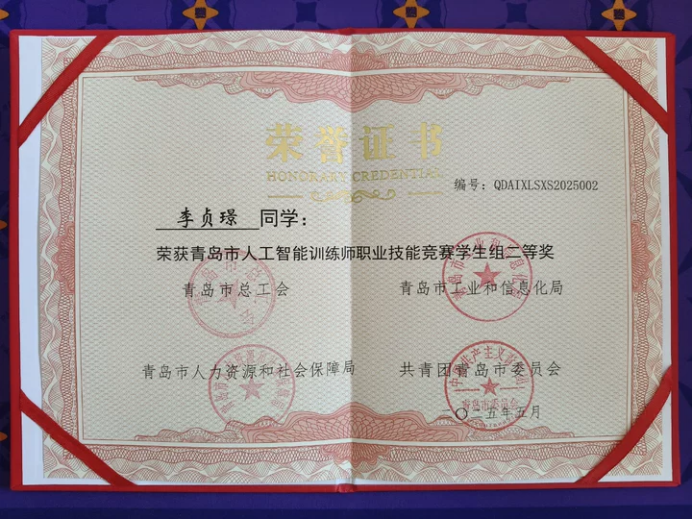 荣誉证书
HONORARY CREDENTIAL
编号：QDAIXLSXS2025002
李贞璟 同学：
荣获青岛市人工智能训练师职业技能竞赛学生组二等奖
青岛市总工会 青岛市工业和信息化局
青岛市人力资源和社会保障局 共青团青岛市委员会
二〇二五年五月